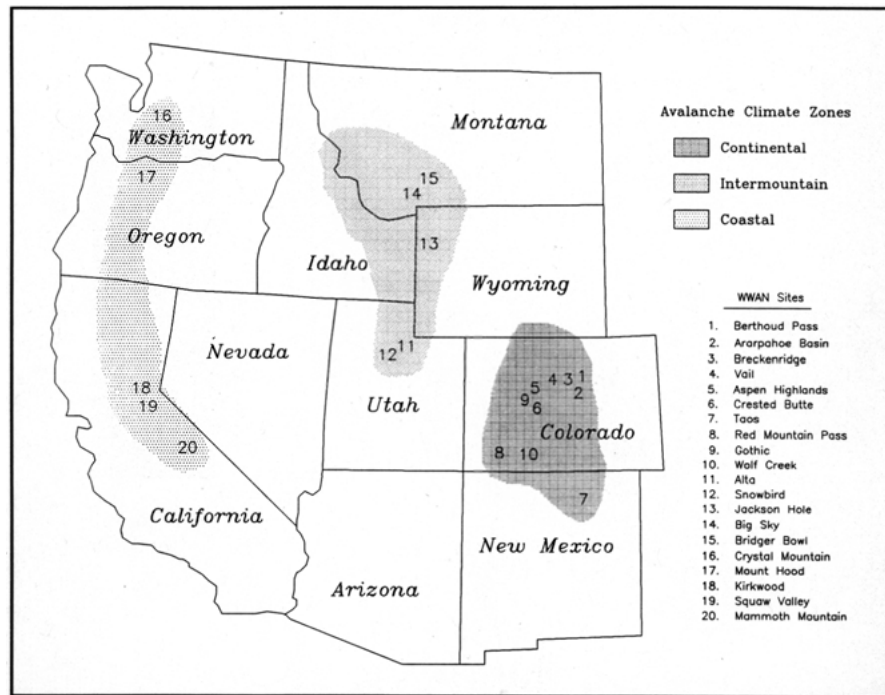 16
Washington
Montana
Avalanche Climate Zones
Continental
Intermountain
Coastal
17
15
14
Oregon
13
Idaho
Wyoming
WWAN Sites
1. Berthoud Pass
2. Ararpahoe Basin
3. Breckenridge
4. Vail
5. Aspen Highlands
6. Crested Butte
7. Taos
8. Red Mountain Pass
9. Gothic
10. Wolf Creek
11. Alta
12. Snowbird
13. Jackson Hole
14. Big Sky
15. Bridger Bowl
16. Crystal Mountain
17. Mount Hood
18. Kirkwood
19. Squaw Valley
20. Mammoth Mountain
Nevada
12 11
18
19
Utah
5 4 3 1
9 6 2
Colorado
20
8 10
California
7
New Mexico
Arizona